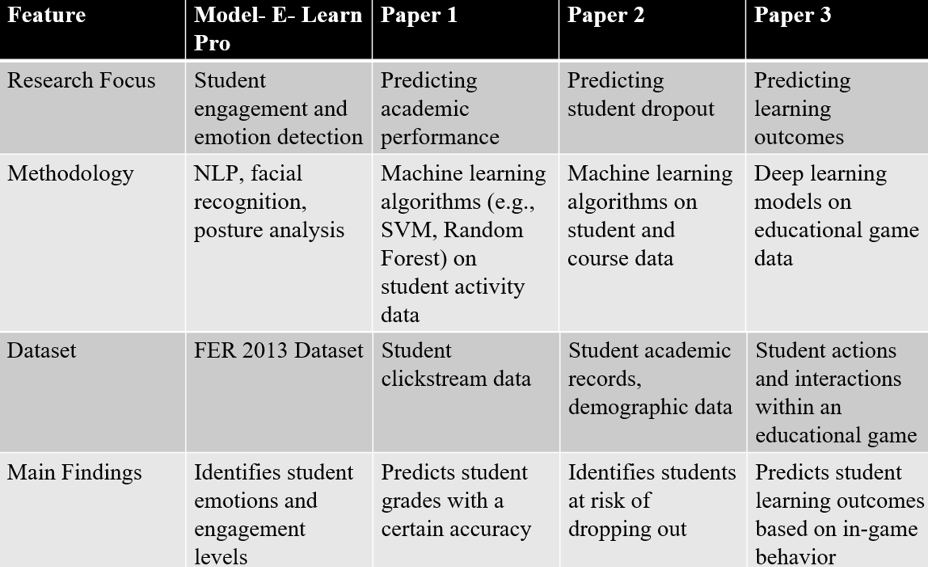 Feature
Model- E- Learn
Pro
Paper 1
Paper 2
Paper 3
Research Focus
Student
engagement and
emotion detection
Predicting
academic
performance
Predicting
student dropout
Predicting
learning
outcomes
Methodology
NLP, facial
recognition,
posture analysis
Machine learning
algorithms (e.g.,
SVM, Random
Forest) on
student activity
data
Machine learning
algorithms on
student and
course data
Deep learning
models on
educational game
data
Dataset
FER 2013 Dataset
Student
clickstream data
Student academic
records,
demographic data
Student actions
and interactions
within an
educational game
Main Findings
Identifies student
emotions and
engagement
levels
Predicts student
grades with a
certain accuracy
Identifies students
at risk of
dropping out
Predicts student
learning outcomes
based on in-game
behavior